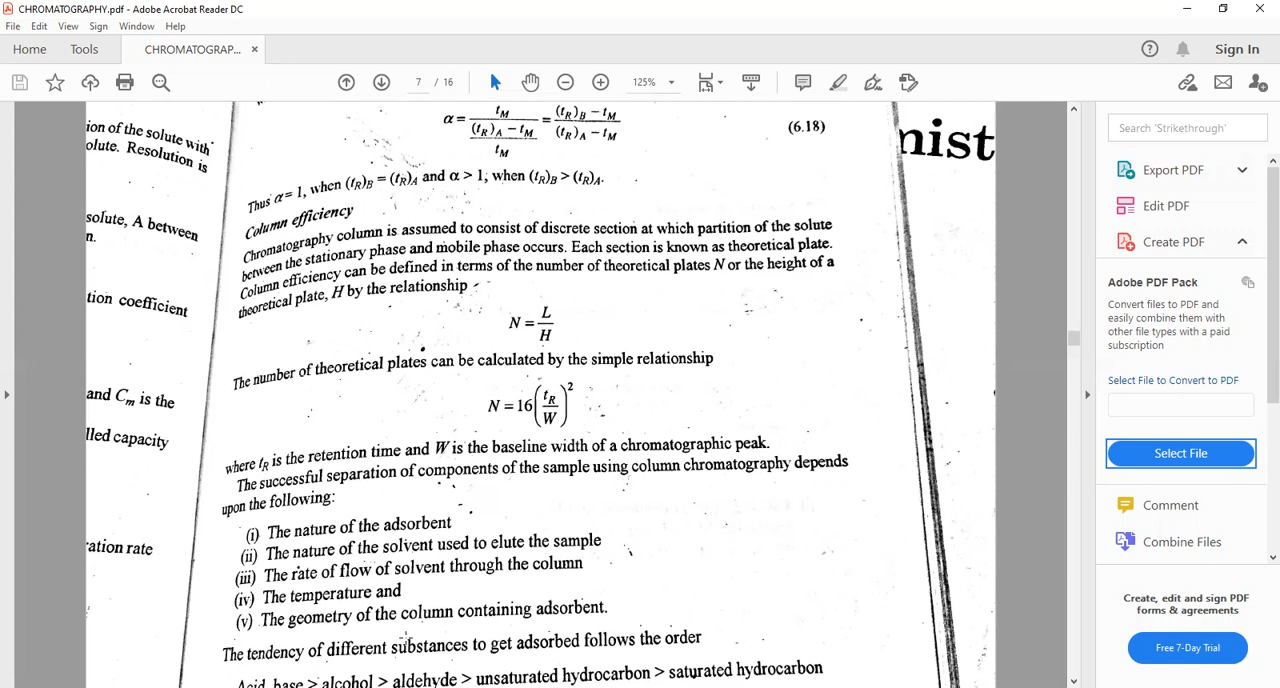 CHROMATOGRAPHY.pdf - Adobe Acrobat Reader DC
File Edit View Sign Window Help
Home Tools CHROMATOGRAP... × Sign In
7 / 16 125%
ion of the solute with
olute. Resolution is
solute, A between
n.
tion coefficient
and Cm is the
lled capacity
ration rate
α = tM / ((tR)A − tM) / tM = (tR)B − tM / (tR)A − tM (6.18)
Thus α = 1, when (tR)B = (tR)A and α > 1, when (tR)B > (tR)A.
Column efficiency
Chromatography column is assumed to consist of discrete section at which partition of the solute
between the stationary phase and mobile phase occurs. Each section is known as theoretical plate.
Column efficiency can be defined in terms of the number of theoretical plates N or the height of a
theoretical plate, H by the relationship
N = L/H
The number of theoretical plates can be calculated by the simple relationship
N = 16(tR/W)²
where tR is the retention time and W is the baseline width of a chromatographic peak.
The successful separation of components of the sample using column chromatography depends
upon the following:
(i) The nature of the adsorbent
(ii) The nature of the solvent used to elute the sample
(iii) The rate of flow of solvent through the column
(iv) The temperature and
(v) The geometry of the column containing adsorbent.
The tendency of different substances to get adsorbed follows the order
Acid, base > alcohol > aldehyde > unsaturated hydrocarbon > saturated hydrocarbon
mist
Search 'Strikethrough'
Export PDF
Edit PDF
Create PDF
Adobe PDF Pack
Convert files to PDF and
easily combine them with
other file types with a paid
subscription
Select File to Convert to PDF
Select File
Comment
Combine Files
Create, edit and sign PDF
forms & agreements
Free 7-Day Trial